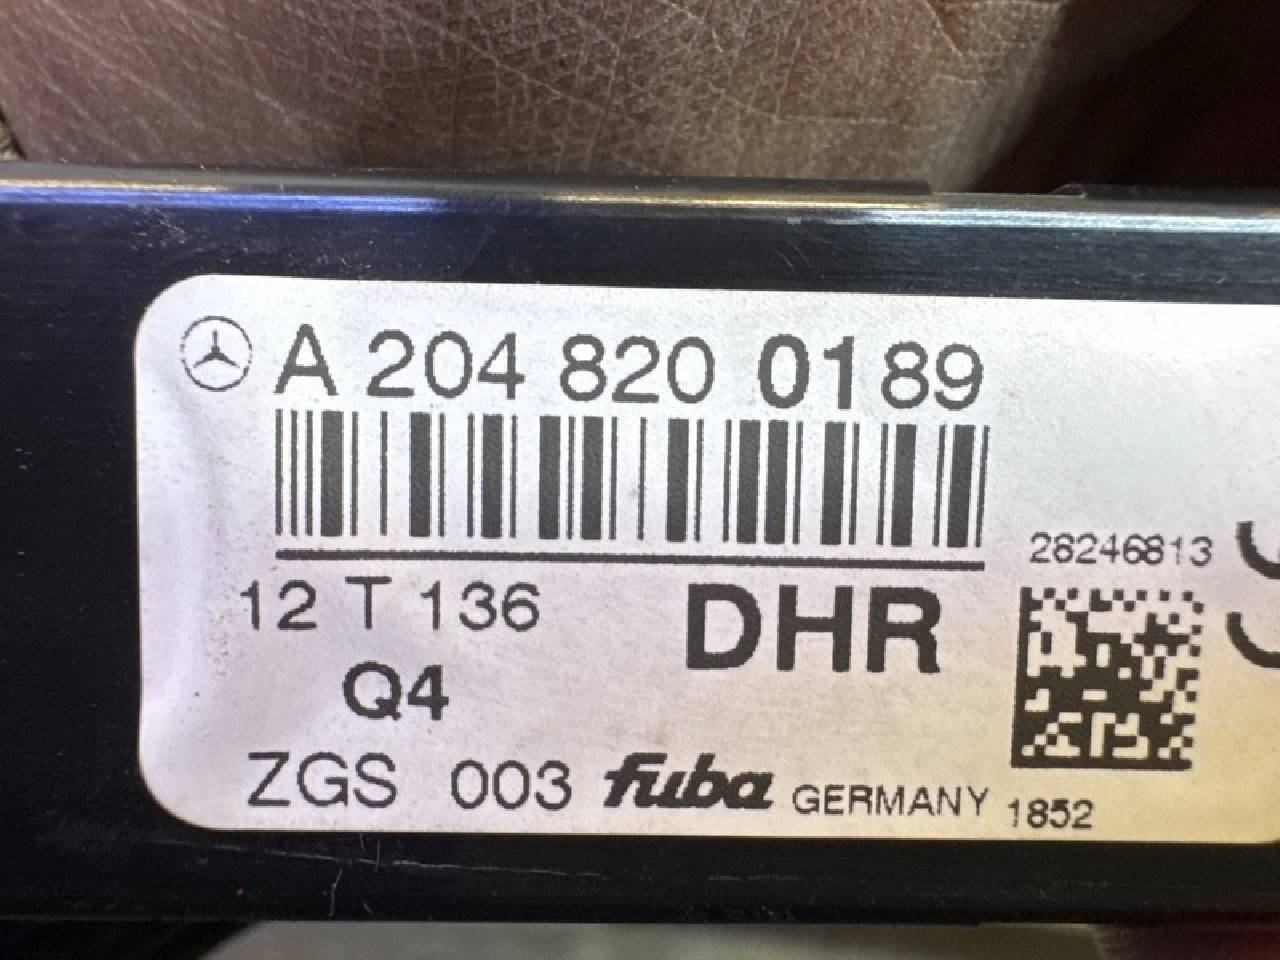 A 204 820 0189
28246813
12 T 136
DHR
Q4
ZGS 003 fuba GERMANY 1852